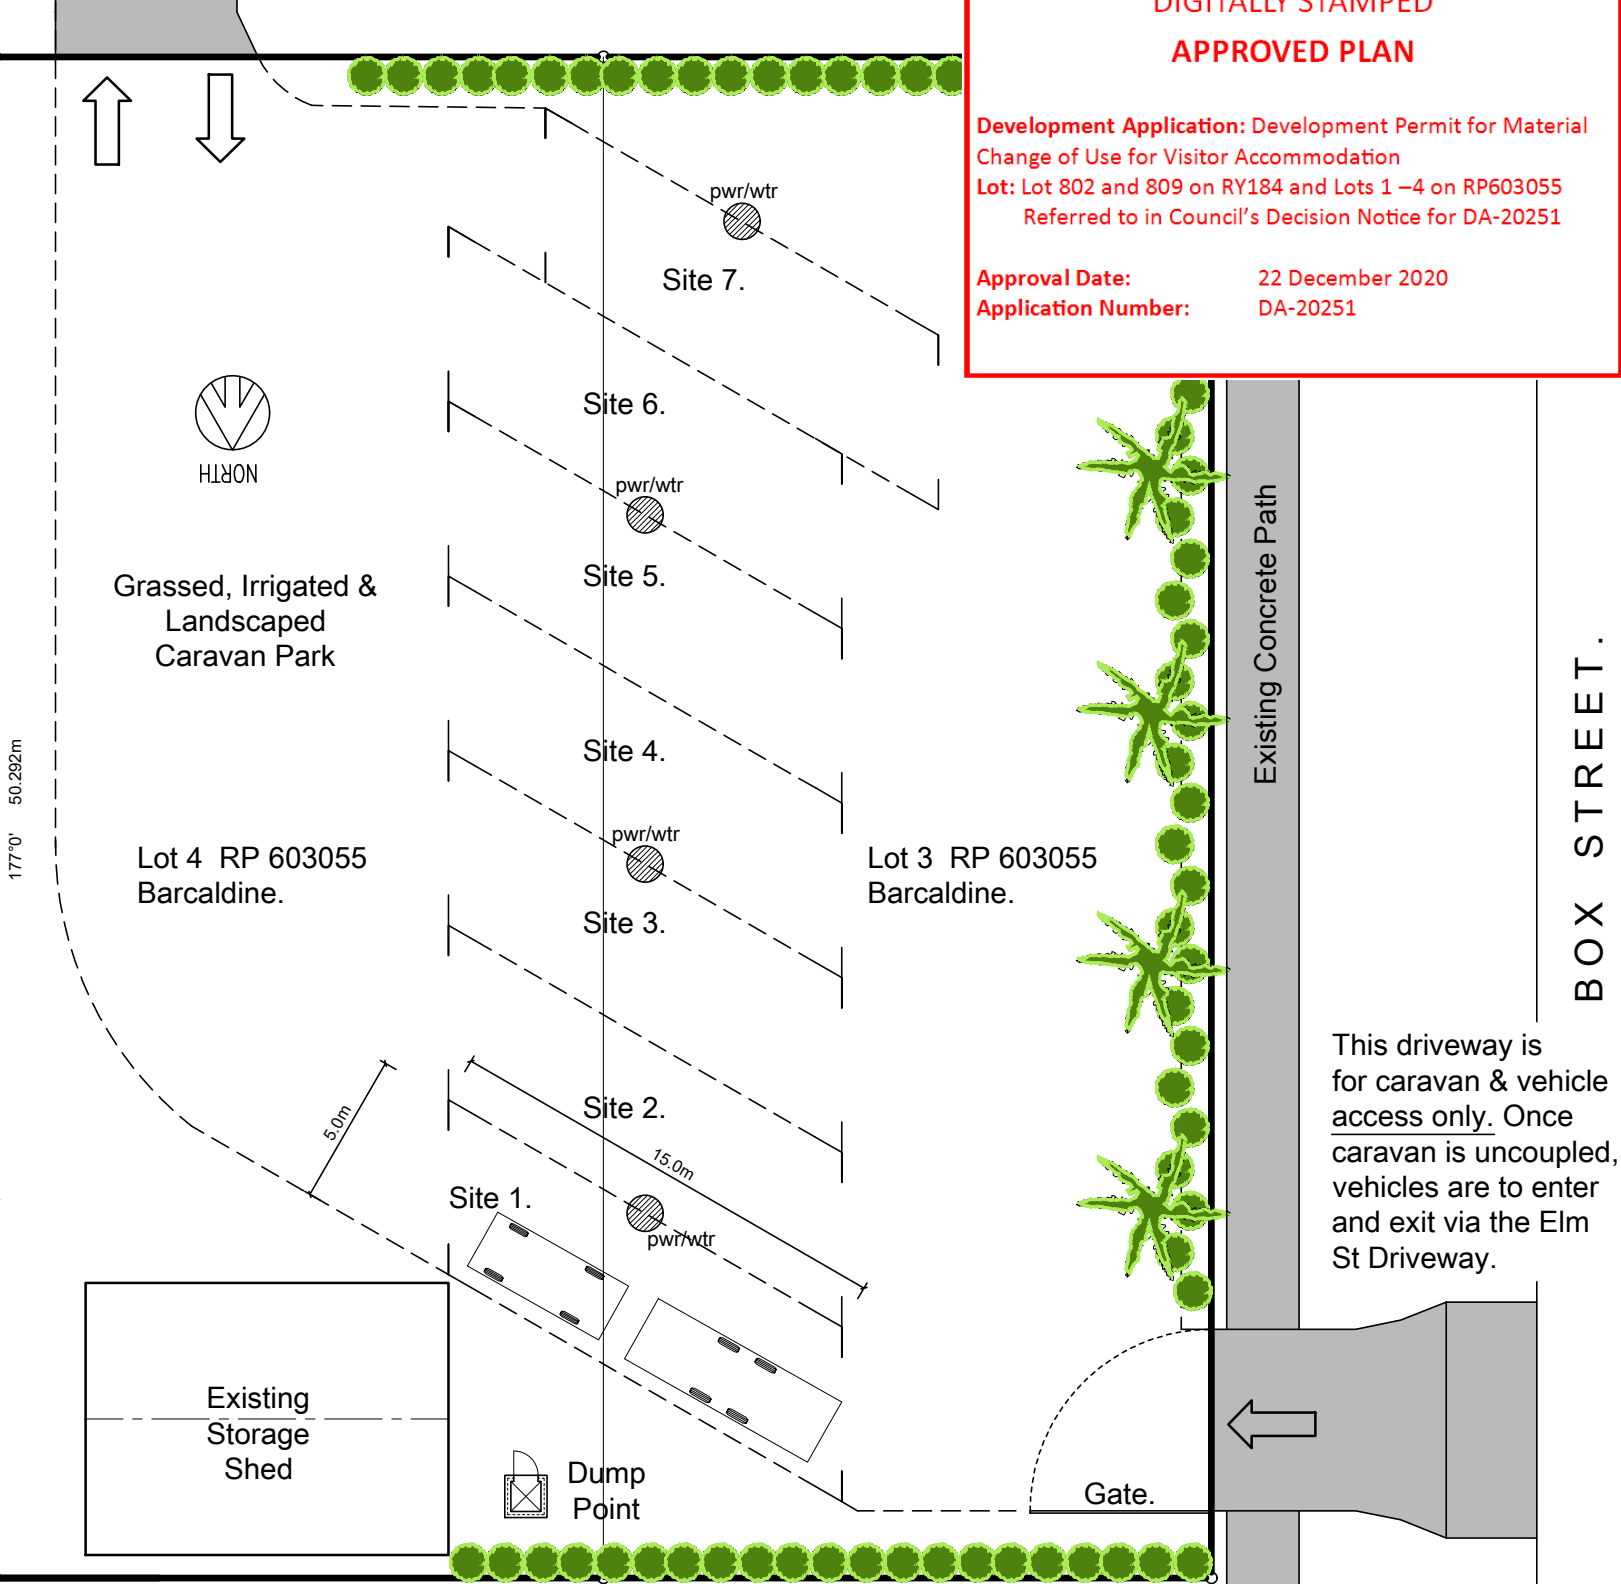 DIGITALLY STAMPED
APPROVED PLAN
Development Application: Development Permit for Material
Change of Use for Visitor Accommodation
Lot: Lot 802 and 809 on RY184 and Lots 1 –4 on RP603055
Referred to in Council's Decision Notice for DA-20251
Approval Date: 22 December 2020
Application Number: DA-20251
pwr/wtr
Site 7.
Site 6.
NORTH
pwr/wtr
Site 5.
Grassed, Irrigated &
Landscaped
Caravan Park
Existing Concrete Path
BOX STREET.
Site 4.
177°0' 50.292m
pwr/wtr
Lot 4 RP 603055
Barcaldine.
Lot 3 RP 603055
Barcaldine.
Site 3.
This driveway is
for caravan & vehicle
access only. Once
caravan is uncoupled,
vehicles are to enter
and exit via the Elm
St Driveway.
5.0m
Site 2.
15.0m
Site 1.
pwr/wtr
Existing
Storage
Shed
Dump
Point
Gate.